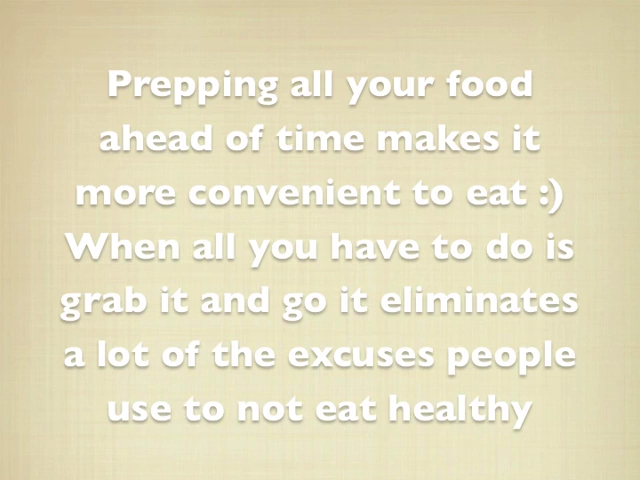 Prepping all your food
ahead of time makes it
more convenient to eat :)
When all you have to do is
grab it and go it eliminates
a lot of the excuses people
use to not eat healthy